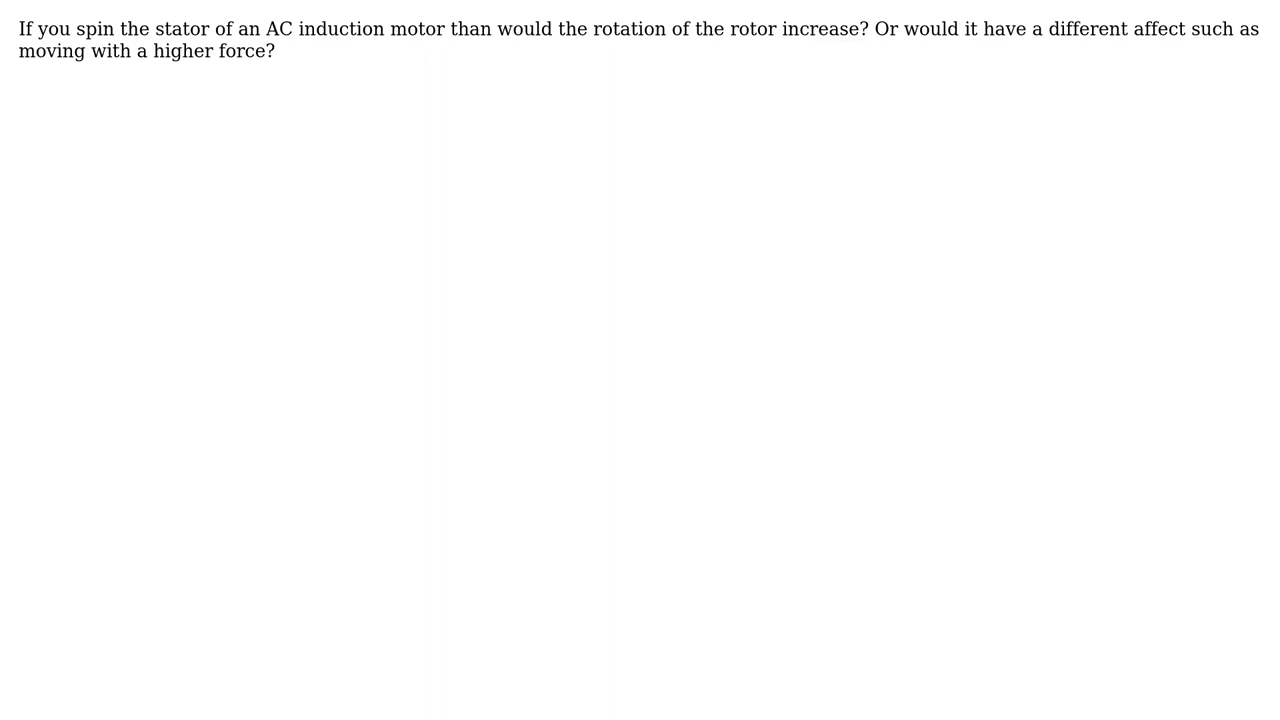 If you spin the stator of an AC induction motor than would the rotation of the rotor increase? Or would it have a different affect such as
moving with a higher force?